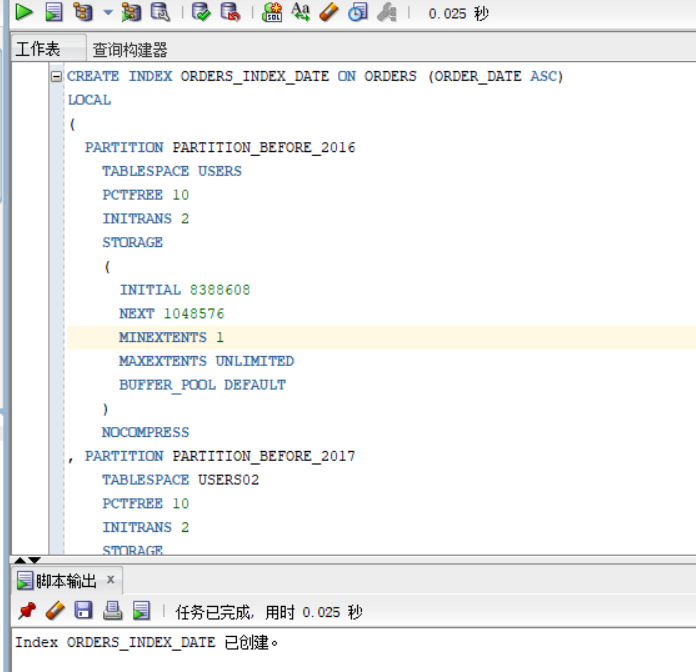 0.025 秒
工作表 查询构建器
CREATE INDEX ORDERS_INDEX_DATE ON ORDERS (ORDER_DATE ASC)
LOCAL
(
PARTITION PARTITION_BEFORE_2016
TABLESPACE USERS
PCTFREE 10
INITRANS 2
STORAGE
(
INITIAL 8388608
NEXT 1048576
MINEXTENTS 1
MAXEXTENTS UNLIMITED
BUFFER_POOL DEFAULT
)
NOCOMPRESS
, PARTITION PARTITION_BEFORE_2017
TABLESPACE USERS02
PCTFREE 10
INITRANS 2
STORAGE
脚本输出 x
任务已完成, 用时 0.025 秒
Index ORDERS_INDEX_DATE 已创建。